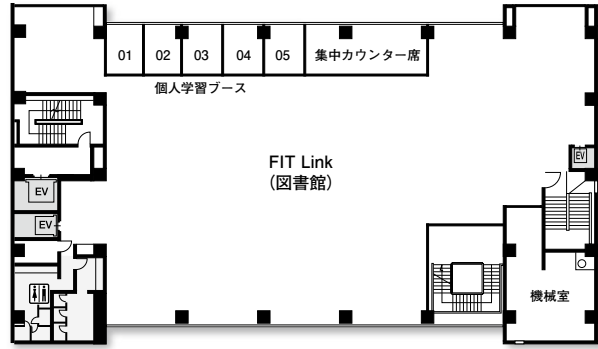 01
02
03
04
05
集中カウンター席
個人学習ブース
FIT Link
（図書館）
EV
EV
EV
機械室